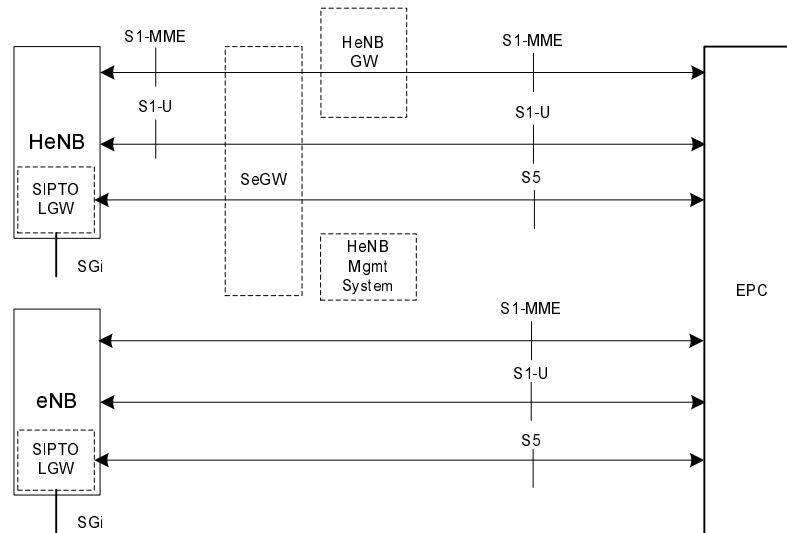 S1-MME
HeNB
GW
S1-MME
S1-U
S1-U
HeNB
SeGW
S5
SIPTO
LGW
HeNB
Mgmt
System
SGi
EPC
S1-MME
S1-U
eNB
S5
SIPTO
LGW
SGi